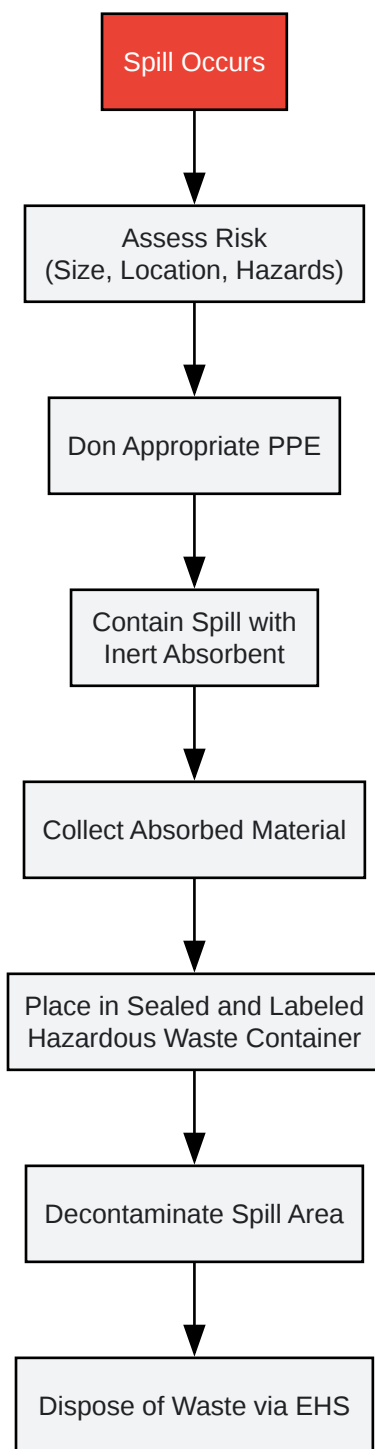 Spill Occurs
Assess Risk
(Size, Location, Hazards)
Don Appropriate PPE
Contain Spill with
Inert Absorbent
Collect Absorbed Material
Place in Sealed and Labeled
Hazardous Waste Container
Decontaminate Spill Area
Dispose of Waste via EHS